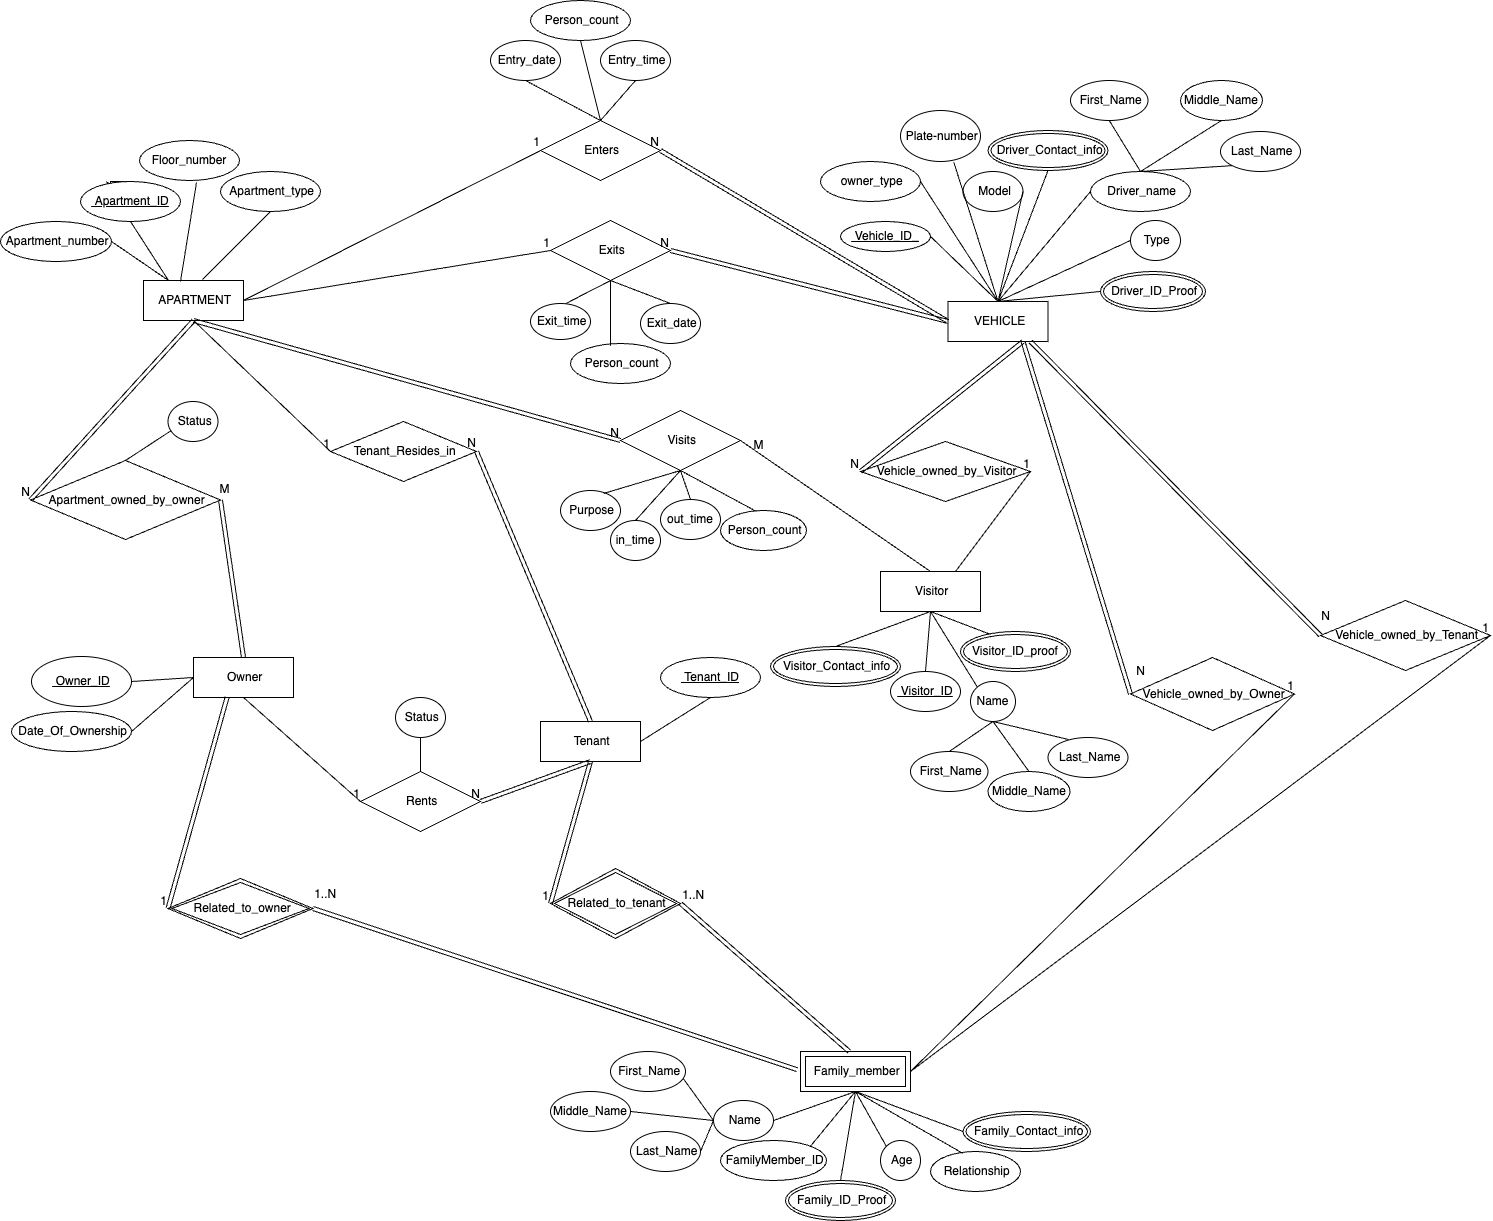 Person_count
Entry_date
Entry_time
First_Name
Middle_Name
Plate-number
Driver_Contact_info
Last_Name
1
Enters
N
Floor_number
owner_type
Model
Driver_name
Apartment_ID
Apartment_type
Apartment_number
Vehicle_ID
Type
1
Exits
N
Driver_ID_Proof
APARTMENT
Exit_time
Exit_date
VEHICLE
Person_count
Status
N
Visits
M
1
Tenant_Resides_in
N
N
Vehicle_owned_by_Visitor
1
N
Apartment_owned_by_owner
M
Purpose
out_time
Person_count
in_time
Visitor
N
Vehicle_owned_by_Tenant
1
Visitor_Contact_info
Visitor_ID_proof
Owner_ID
Owner
Tenant_ID
Visitor_ID
Name
N
Vehicle_owned_by_Owner
1
Date_Of_Ownership
Status
Tenant
Last_Name
First_Name
Middle_Name
1
Rents
N
1
Related_to_owner
1..N
1
Related_to_tenant
1..N
First_Name
Family_member
Middle_Name
Name
Family_Contact_info
Last_Name
FamilyMember_ID
Age
Relationship
Family_ID_Proof